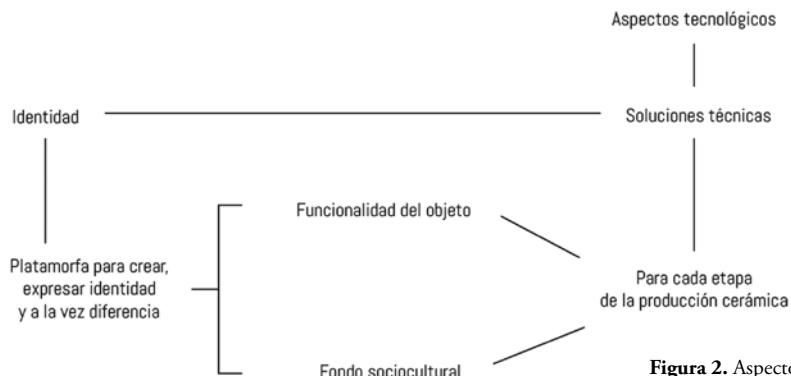 Aspectos tecnológicos
Identidad
Soluciones técnicas
Funcionalidad del objeto
Platamorfa para crear,
expresar identidad
y a la vez diferencia
Para cada etapa
de la producción cerámica
Fondo sociocultural
Figura 2. Aspecto